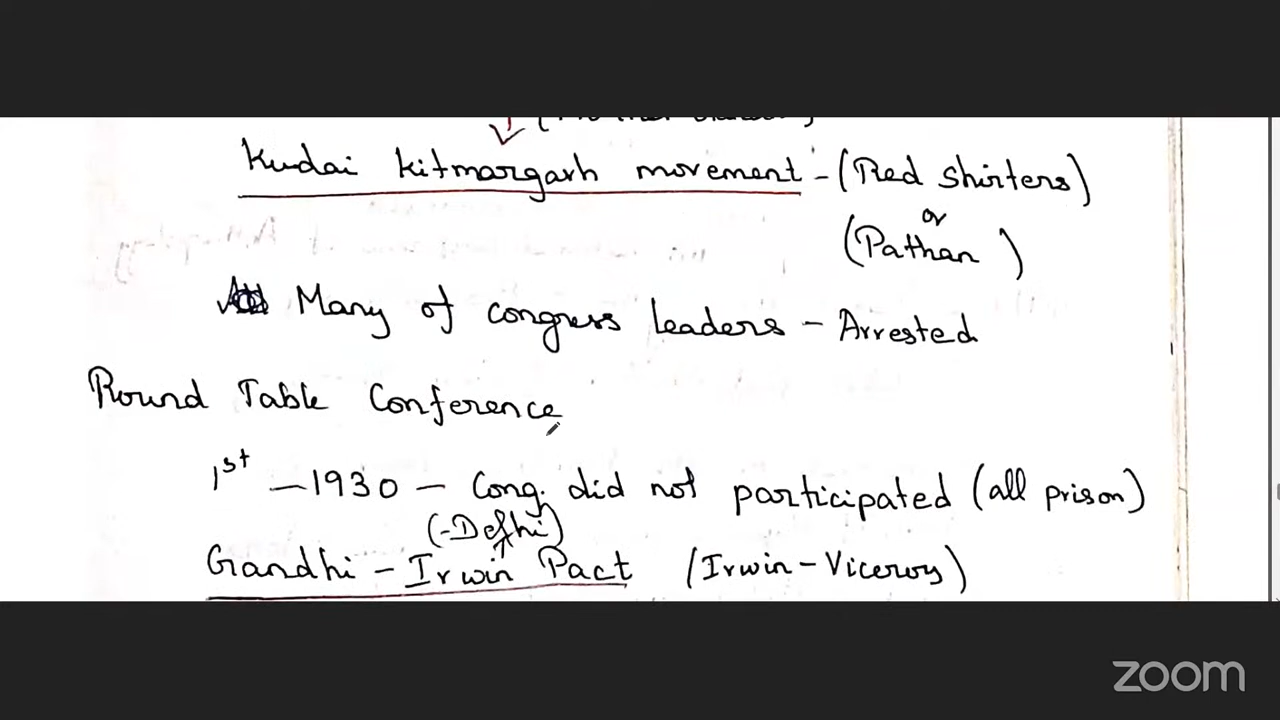 Kudai kitmargarh movement - (Red Shirters)
or
(Pathan)
Many of congress leaders - Arrested
Round Table Conference
1st - 1930 - Cong. did not participated (all prison)
(-Delhi)
Gandhi - Irwin Pact (Irwin - Viceroy)
zoom